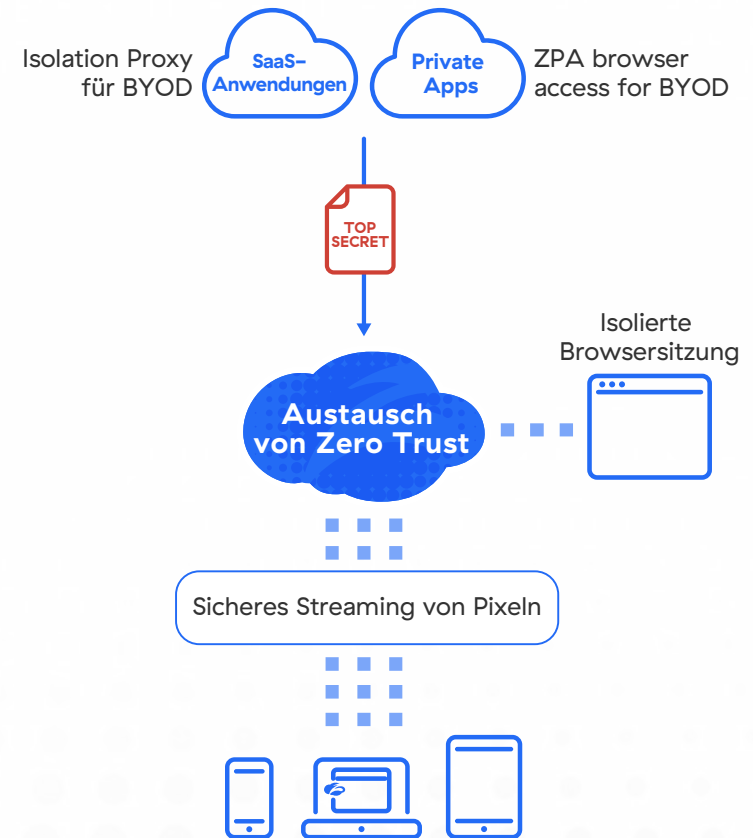 Isolation Proxy
für BYOD
SaaS-
Anwendungen
Private
Apps
ZPA browser
access for BYOD
TOP
SECRET
Isolierte
Browsersitzung
Austausch
von Zero Trust
Sicheres Streaming von Pixeln